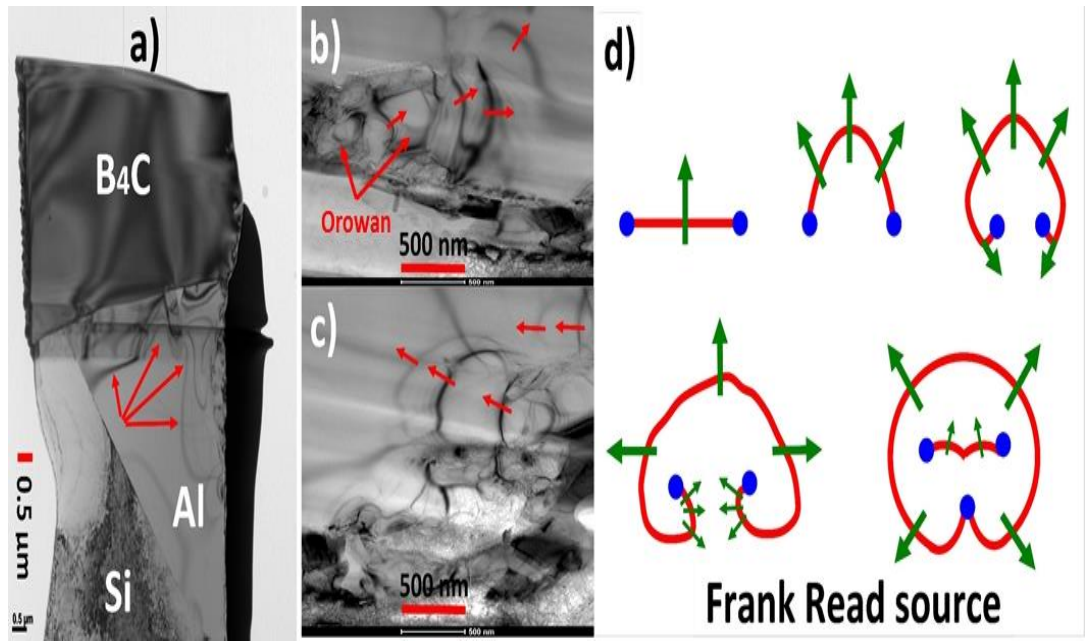 a)
B4C
Al
Si
0.5 µm
0.5 µm
b)
Orowan
500 nm
500 nm
c)
500 nm
500 nm
d)
Frank Read source